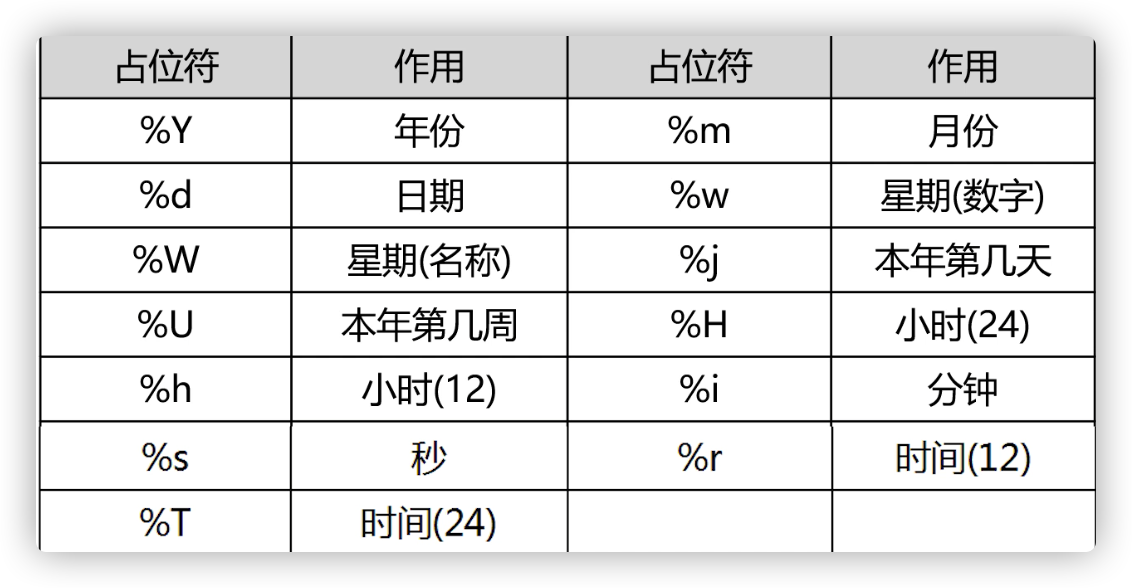 占位符 作用 占位符 作用
%Y 年份 %m 月份
%d 日期 %w 星期(数字)
%W 星期(名称) %j 本年第几天
%U 本年第几周 %H 小时(24)
%h 小时(12) %i 分钟
%s 秒 %r 时间(12)
%T 时间(24)